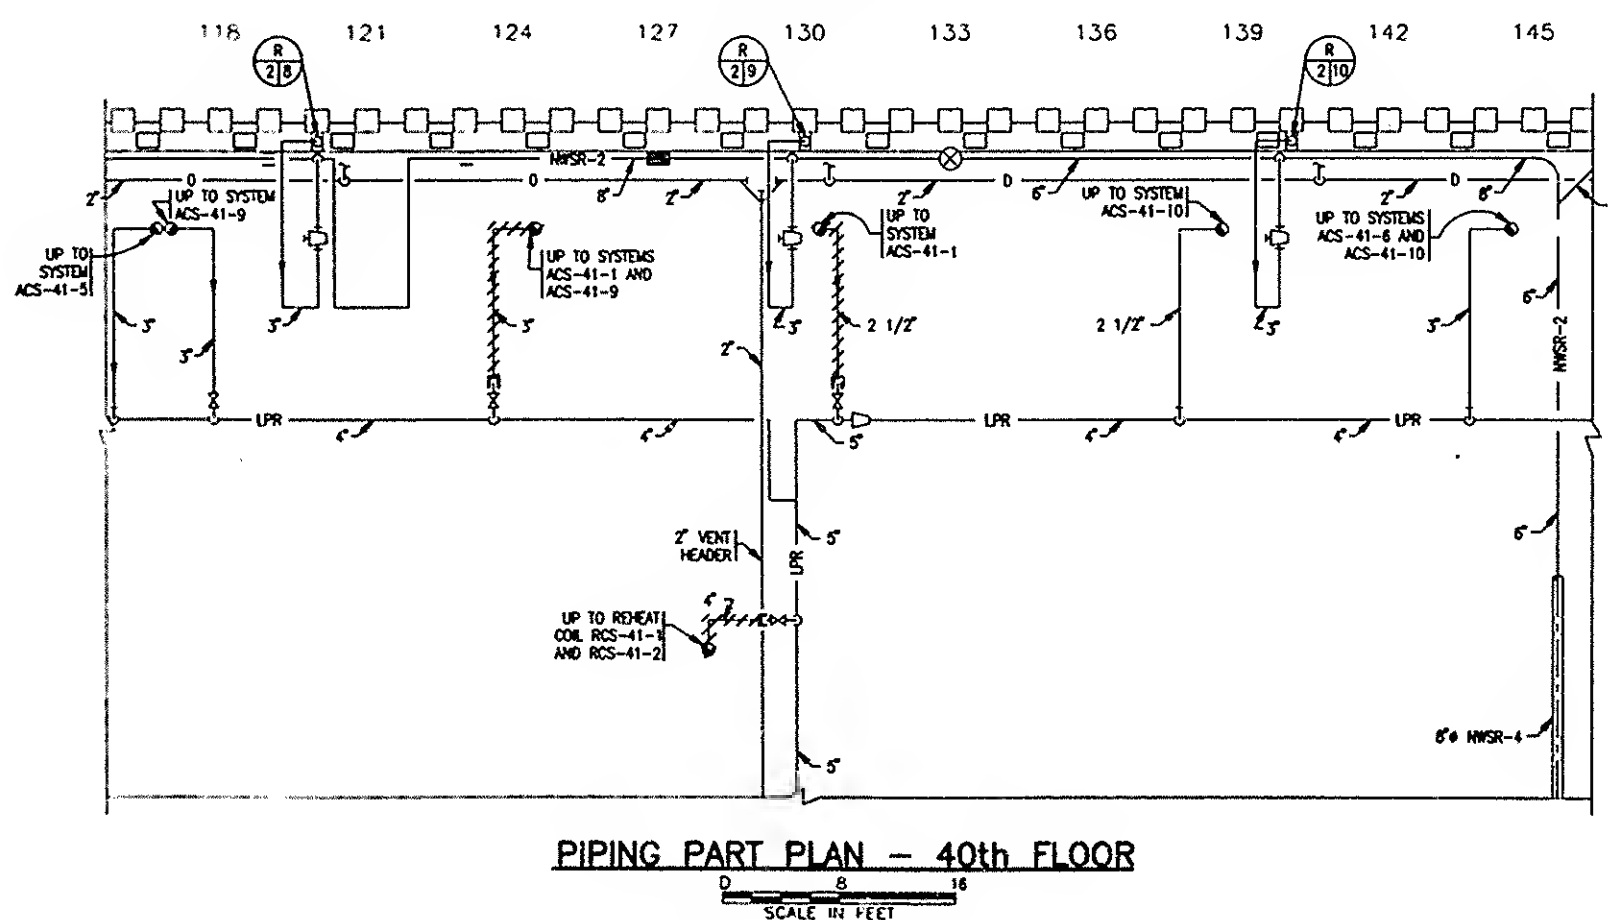 118 121 124 127 130 133 136 139 142 145
R
2 8
R
2 9
R
2 10
NWSR-2
8"
6"
8"
2"
D
D
2"
2"
D
2"
D
UP TO SYSTEM
ACS-41-9
UP TO
SYSTEM
ACS-41-5
UP TO SYSTEMS
ACS-41-1 AND
ACS-41-9
UP TO
SYSTEM
ACS-41-1
UP TO SYSTEM
ACS-41-10
UP TO SYSTEMS
ACS-41-6 AND
ACS-41-10
6"
3"
3"
3"
3"
3"
2 1/2"
2 1/2"
3"
3"
2"
NWSR-2
LPR
4"
4"
5"
LPR
4"
4"
LPR
2" VENT
HEADER
5"
LPR
6"
4"
UP TO REHEAT
COIL RCS-41-1
AND RCS-41-2
5"
8"ø NWSR-4
PIPING PART PLAN - 40th FLOOR
0 8 16
SCALE IN FEET